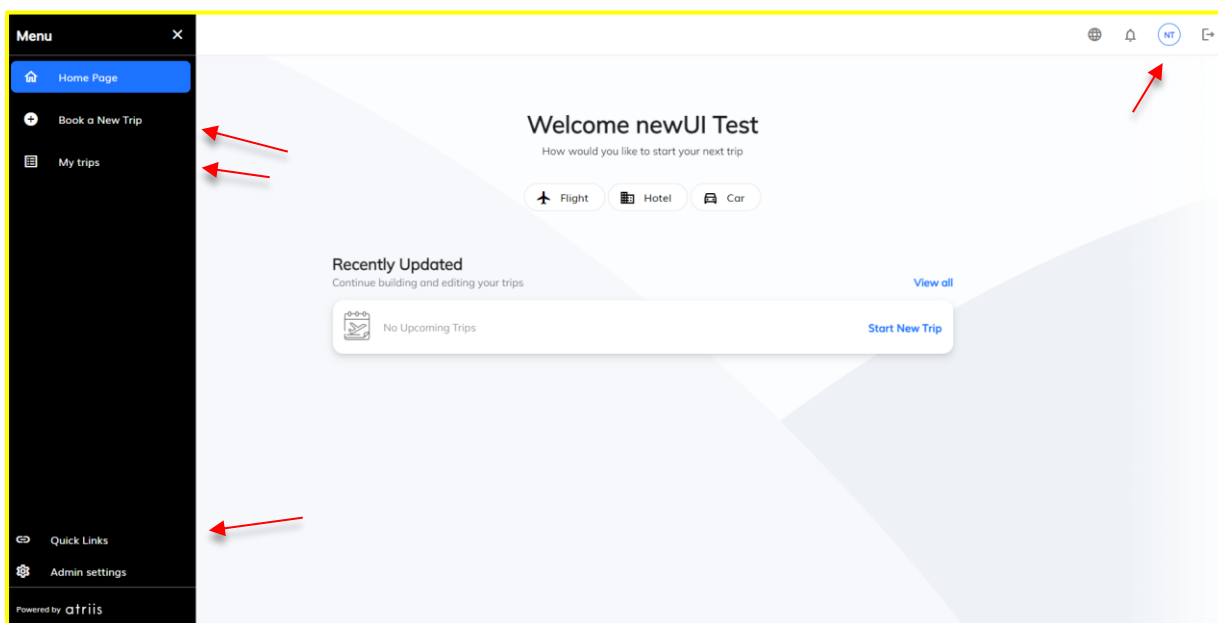 Menu
Home Page
Book a New Trip
My trips
Quick Links
Admin settings
Powered by atriis
NT
Welcome newUI Test
How would you like to start your next trip
Flight Hotel Car
Recently Updated
Continue building and editing your trips View all
No Upcoming Trips Start New Trip